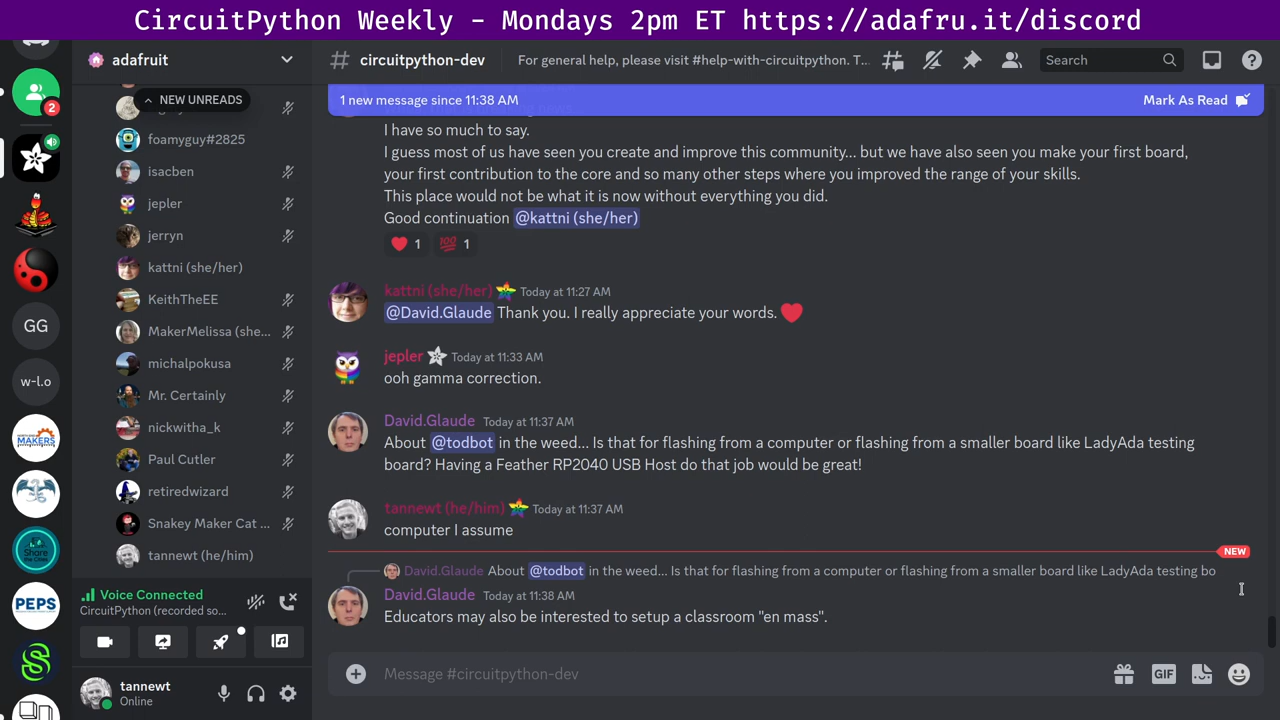 CircuitPython Weekly - Mondays 2pm ET https://adafru.it/discord
2
GG
w-l.o
MAKERS
Share
PEPS
adafruit
NEW UNREADS
foamyguy#2825
isacben
jepler
jerryn
kattni (she/her)
KeithTheEE
MakerMelissa (she...
michalpokusa
Mr. Certainly
nickwitha_k
Paul Cutler
retiredwizard
Snakey Maker Cat ...
tannewt (he/him)
Voice Connected
CircuitPython (recorded so...
tannewt
Online
circuitpython-dev
For general help, please visit #help-with-circuitpython. T...
Search
1 new message since 11:38 AM
Mark As Read
I have so much to say.
I guess most of us have seen you create and improve this community... but we have also seen you make your first board,
your first contribution to the core and so many other steps where you improved the range of your skills.
This place would not be what it is now without everything you did.
Good continuation @kattni (she/her)
❤️ 1 💯 1
kattni (she/her) Today at 11:27 AM
@David.Glaude Thank you. I really appreciate your words. ❤️
jepler Today at 11:33 AM
ooh gamma correction.
David.Glaude Today at 11:37 AM
About @todbot in the weed... Is that for flashing from a computer or flashing from a smaller board like LadyAda testing
board? Having a Feather RP2040 USB Host do that job would be great!
tannewt (he/him) Today at 11:37 AM
computer I assume
NEW
David.Glaude About @todbot in the weed... Is that for flashing from a computer or flashing from a smaller board like LadyAda testing bo
David.Glaude Today at 11:38 AM
Educators may also be interested to setup a classroom "en mass".
Message #circuitpython-dev
GIF